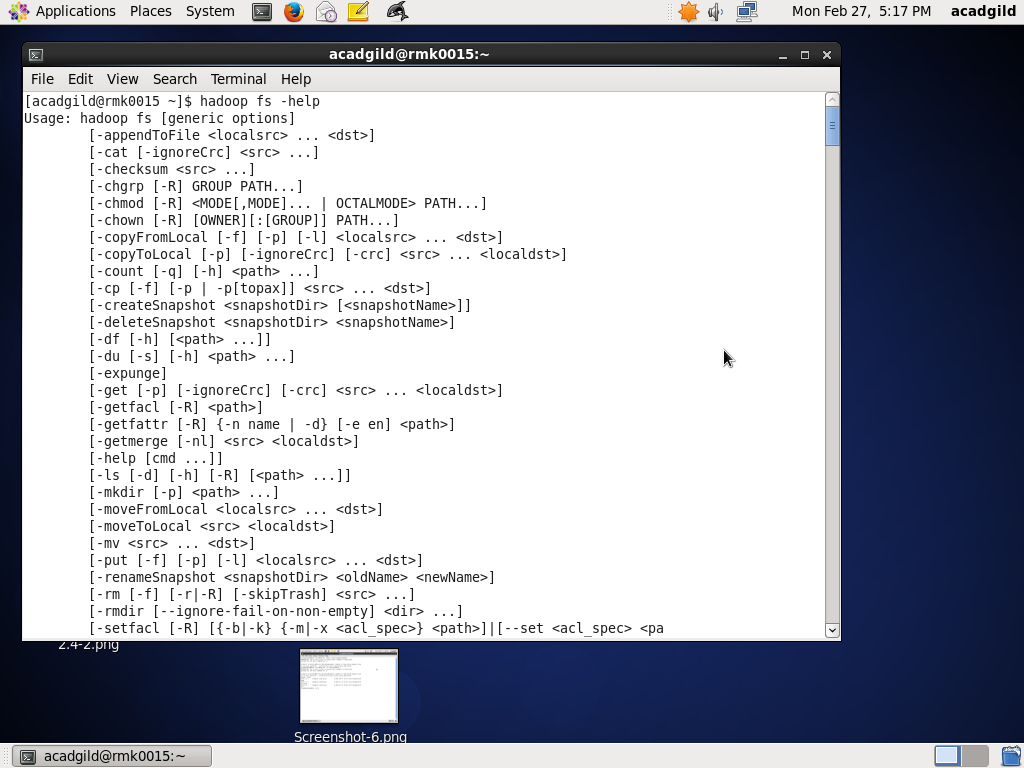 Applications Places System Mon Feb 27, 5:17 PM acadgild
acadgild@rmk0015:~
File Edit View Search Terminal Help
[acadgild@rmk0015 ~]$ hadoop fs -help
Usage: hadoop fs [generic options]
[-appendToFile <localsrc> ... <dst>]
[-cat [-ignoreCrc] <src> ...]
[-checksum <src> ...]
[-chgrp [-R] GROUP PATH...]
[-chmod [-R] <MODE[,MODE]... | OCTALMODE> PATH...]
[-chown [-R] [OWNER][:[GROUP]] PATH...]
[-copyFromLocal [-f] [-p] [-l] <localsrc> ... <dst>]
[-copyToLocal [-p] [-ignoreCrc] [-crc] <src> ... <localdst>]
[-count [-q] [-h] <path> ...]
[-cp [-f] [-p | -p[topax]] <src> ... <dst>]
[-createSnapshot <snapshotDir> [<snapshotName>]]
[-deleteSnapshot <snapshotDir> <snapshotName>]
[-df [-h] [<path> ...]]
[-du [-s] [-h] <path> ...]
[-expunge]
[-get [-p] [-ignoreCrc] [-crc] <src> ... <localdst>]
[-getfacl [-R] <path>]
[-getfattr [-R] {-n name | -d} [-e en] <path>]
[-getmerge [-nl] <src> <localdst>]
[-help [cmd ...]]
[-ls [-d] [-h] [-R] [<path> ...]]
[-mkdir [-p] <path> ...]
[-moveFromLocal <localsrc> ... <dst>]
[-moveToLocal <src> <localdst>]
[-mv <src> ... <dst>]
[-put [-f] [-p] [-l] <localsrc> ... <dst>]
[-renameSnapshot <snapshotDir> <oldName> <newName>]
[-rm [-f] [-r|-R] [-skipTrash] <src> ...]
[-rmdir [--ignore-fail-on-non-empty] <dir> ...]
[-setfacl [-R] [{-b|-k} {-m|-x <acl_spec>} <path>]|[--set <acl_spec> <pa
2.4-2.png
Screenshot-6.png
acadgild@rmk0015:~